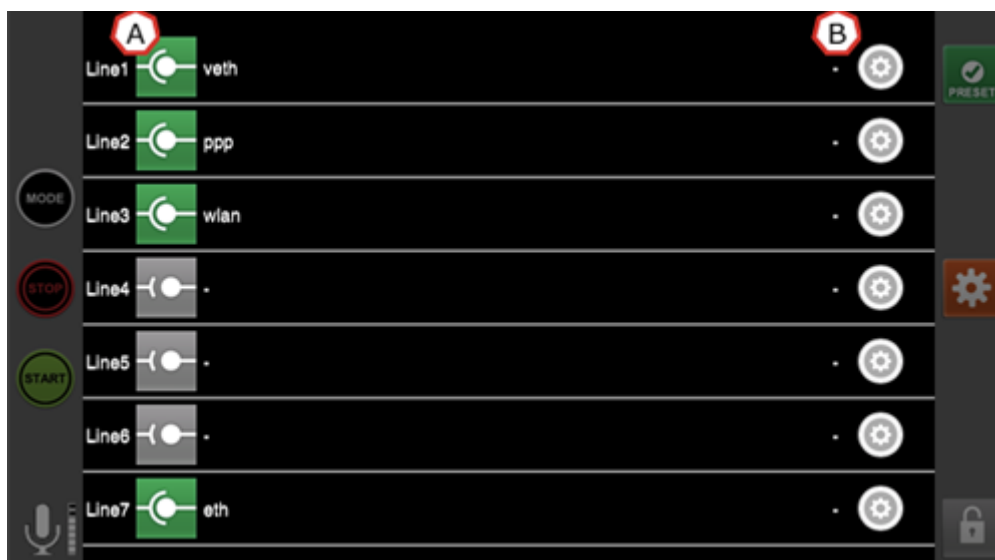 A B
Line1 veth -
PRESET
Line2 ppp -
MODE
Line3 wlan -
STOP
Line4 - -
START
Line5 - -
Line6 - -
Line7 eth -